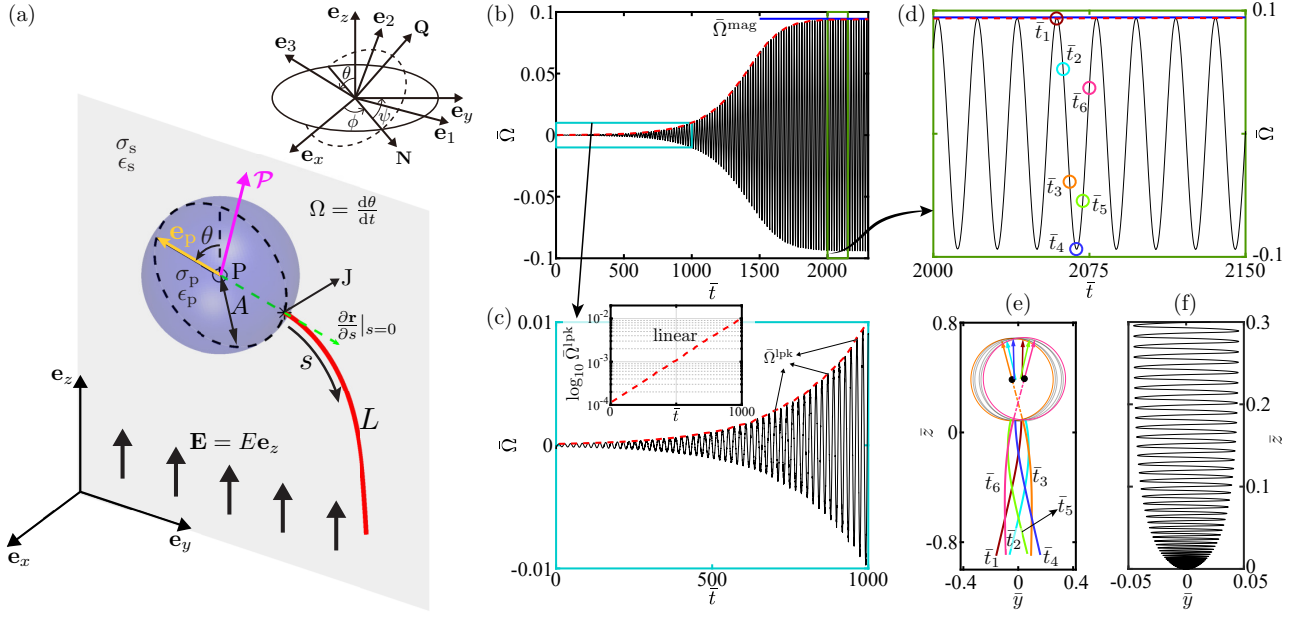 (a)
e_z
e_2
Q
e_3
θ
ϕ
ψ
e_y
e_1
e_x
N
σ_s
ϵ_s
𝒫
Ω = dθ/dt
e_p
θ
P
σ_p
ϵ_p
A
J
∂r/∂s|_{s=0}
s
L
e_z
E = Ee_z
e_x
e_y
(b)
0.1
0.05
0
-0.05
-0.1
Ω̄
Ω̄^mag
0 500 1000 1500 2000
t̄
(c)
0.01
0
-0.01
Ω̄
log_10 Ω̄^lpk
10^-2
10^-3
10^-4
linear
0 t̄ 1000
Ω̄^lpk
0 500 1000
t̄
(d)
0.1
Ω̄
-0.1
t̄_1
t̄_2
t̄_6
t̄_3
t̄_5
t̄_4
2000 2075 2150
t̄
(e)
0.8
0.4
0
z̄
-0.4
-0.8
t̄_6
t̄_3
t̄_5
t̄_2
t̄_1
t̄_4
-0.4 0 0.4
ȳ
(f)
0.3
0.2
z̄
0.1
0
-0.05 0 0.05
ȳ